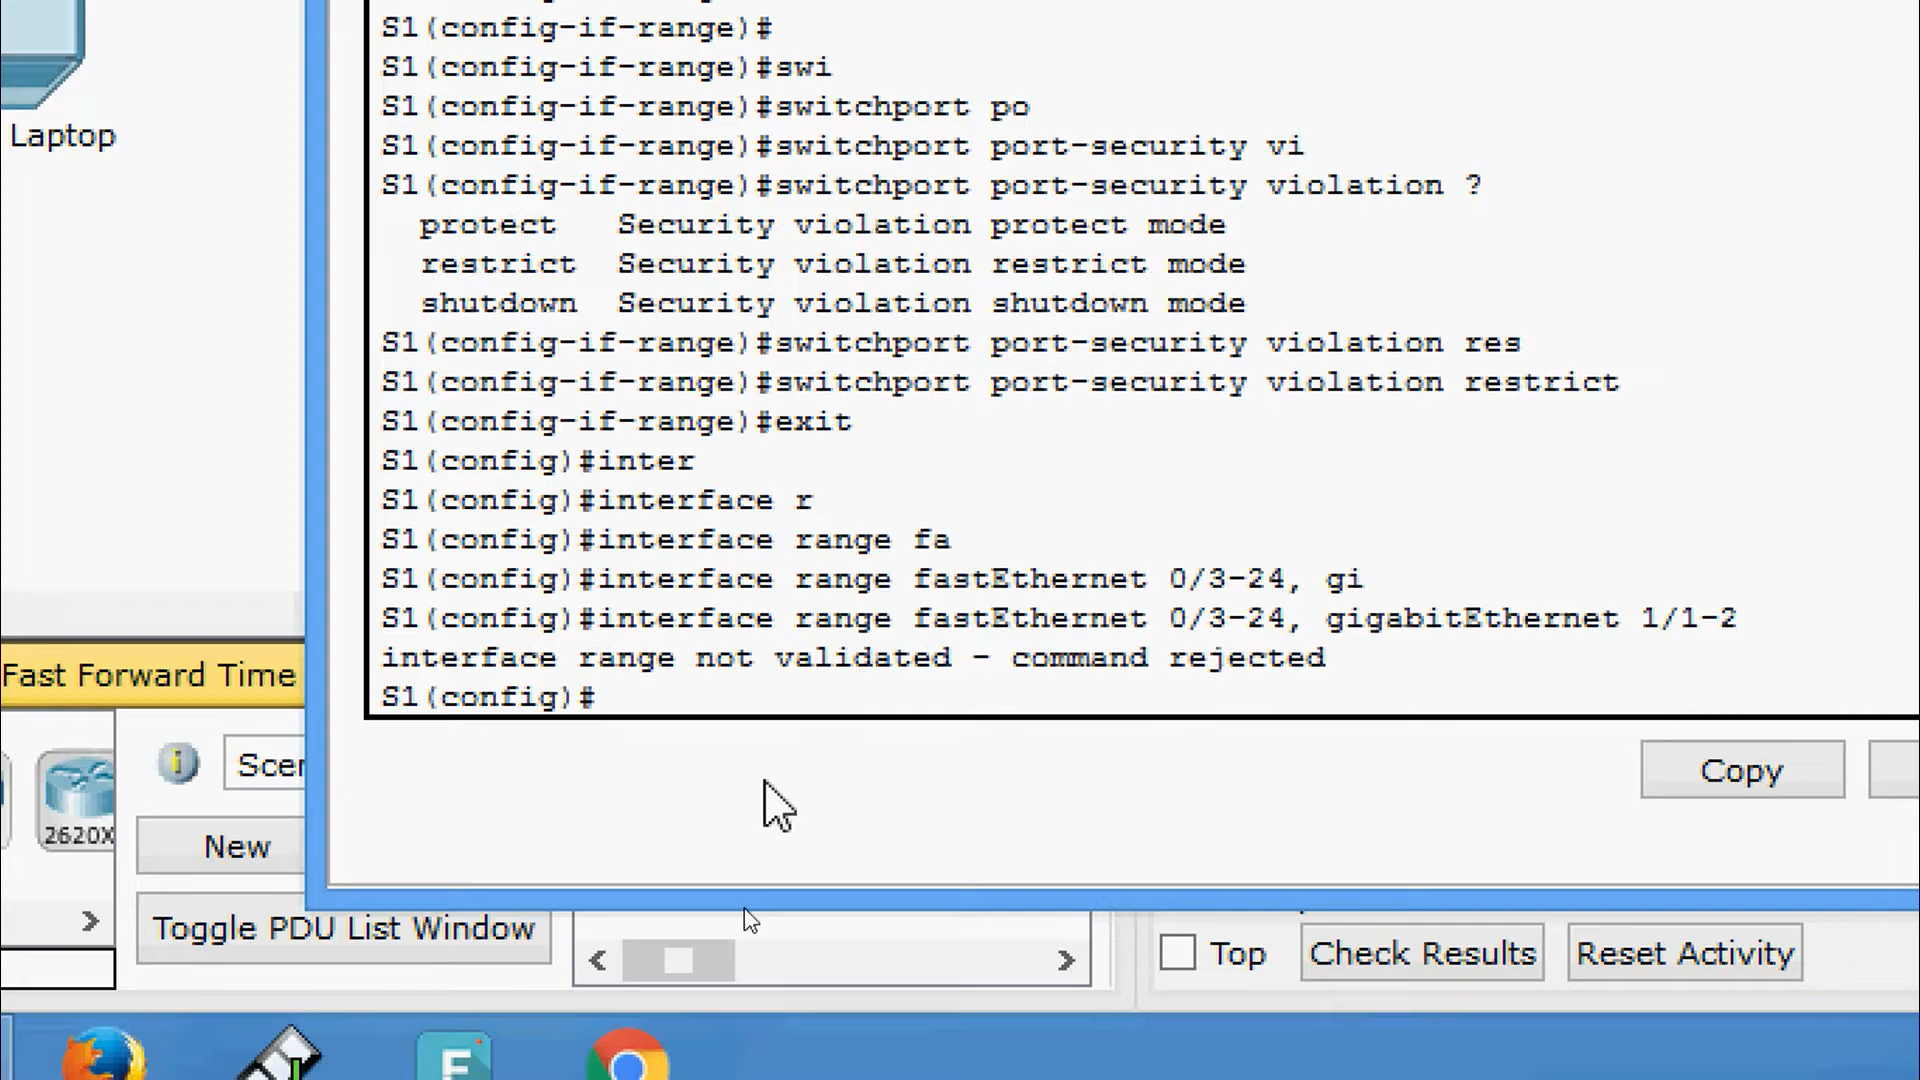 S1(config-if-range)#
S1(config-if-range)#swi
S1(config-if-range)#switchport po
S1(config-if-range)#switchport port-security vi
S1(config-if-range)#switchport port-security violation ?
  protect   Security violation protect mode
  restrict  Security violation restrict mode
  shutdown  Security violation shutdown mode
S1(config-if-range)#switchport port-security violation res
S1(config-if-range)#switchport port-security violation restrict
S1(config-if-range)#exit
S1(config)#inter
S1(config)#interface r
S1(config)#interface range fa
S1(config)#interface range fastEthernet 0/3-24, gi
S1(config)#interface range fastEthernet 0/3-24, gigabitEthernet 1/1-2
interface range not validated - command rejected
S1(config)#
Laptop
Fast Forward Time
Scen
2620X
New
Copy
Toggle PDU List Window
Top
Check Results
Reset Activity